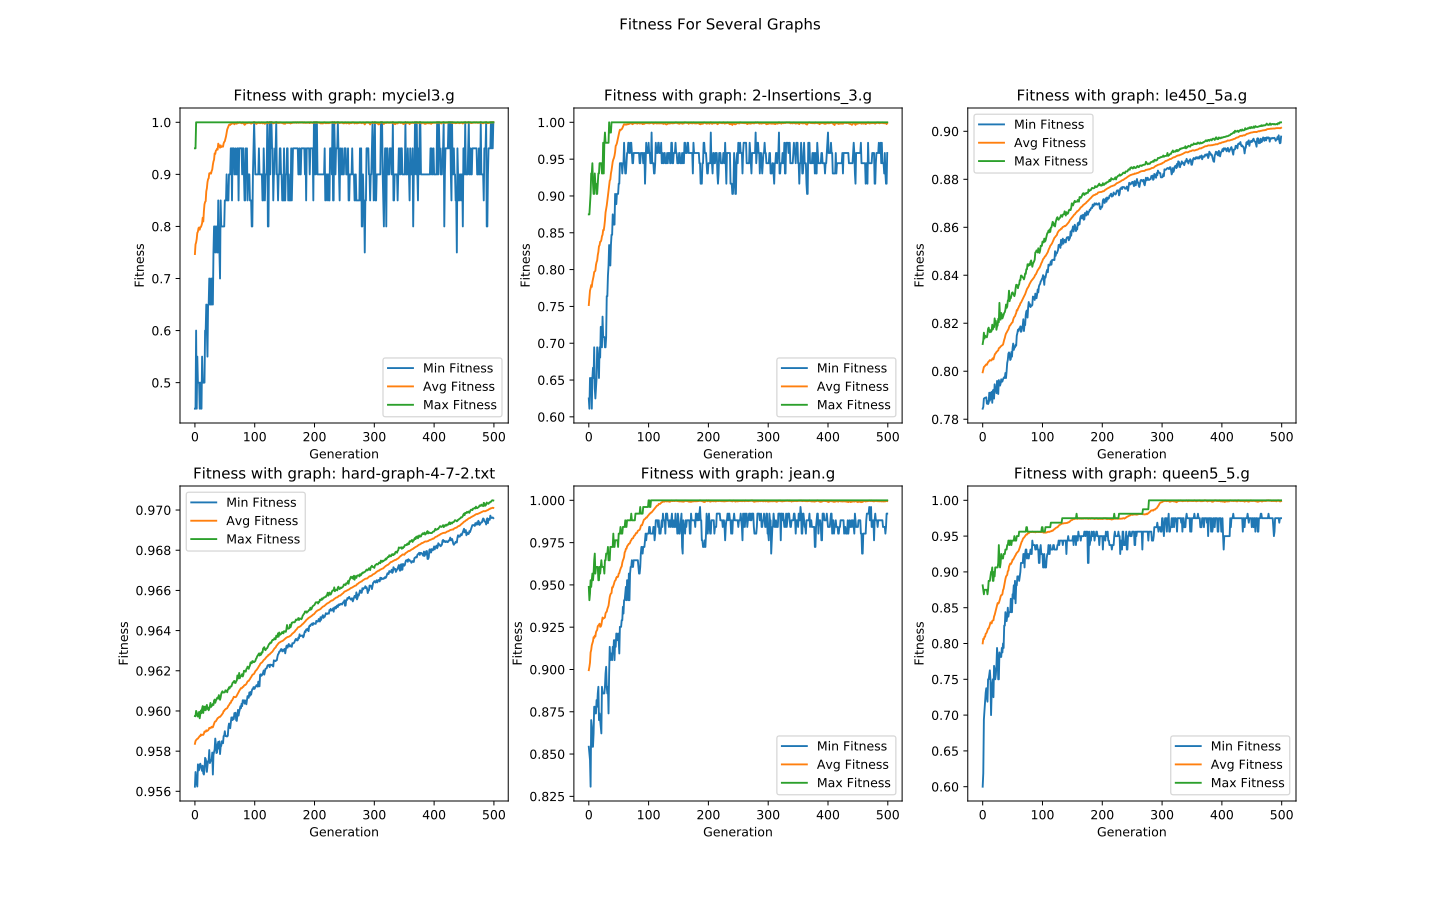 Fitness For Several Graphs
Fitness with graph: myciel3.g
1.0
0.9
0.8
0.7
0.6
0.5
Fitness
0 100 200 300 400 500
Generation
Min Fitness
Avg Fitness
Max Fitness
Fitness with graph: 2-Insertions_3.g
1.00
0.95
0.90
0.85
0.80
0.75
0.70
0.65
0.60
Fitness
0 100 200 300 400 500
Generation
Min Fitness
Avg Fitness
Max Fitness
Fitness with graph: le450_5a.g
0.90
0.88
0.86
0.84
0.82
0.80
0.78
Fitness
0 100 200 300 400 500
Generation
Min Fitness
Avg Fitness
Max Fitness
Fitness with graph: hard-graph-4-7-2.txt
0.970
0.968
0.966
0.964
0.962
0.960
0.958
0.956
Fitness
0 100 200 300 400 500
Generation
Min Fitness
Avg Fitness
Max Fitness
Fitness with graph: jean.g
1.000
0.975
0.950
0.925
0.900
0.875
0.850
0.825
Fitness
0 100 200 300 400 500
Generation
Min Fitness
Avg Fitness
Max Fitness
Fitness with graph: queen5_5.g
1.00
0.95
0.90
0.85
0.80
0.75
0.70
0.65
0.60
Fitness
0 100 200 300 400 500
Generation
Min Fitness
Avg Fitness
Max Fitness